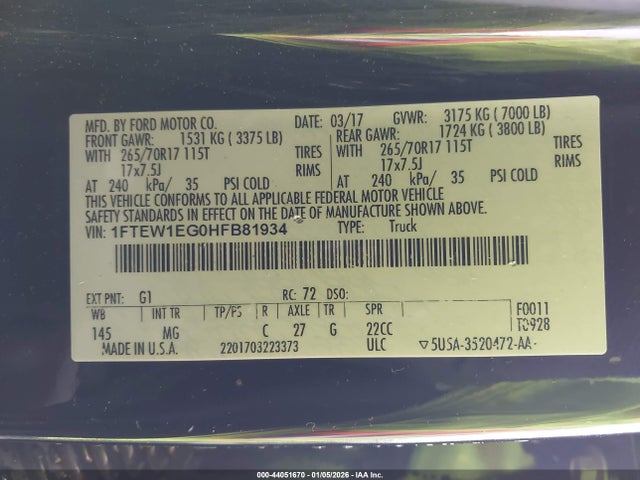 MFD. BY FORD MOTOR CO. DATE: 03/17 GVWR: 3175 KG ( 7000 LB)
FRONT GAWR: 1531 KG ( 3375 LB) REAR GAWR: 1724 KG ( 3800 LB)
WITH 265/70R17 115T TIRES WITH 265/70R17 115T TIRES
17x7.5J RIMS 17x7.5J RIMS
AT 240 kPa/ 35 PSI COLD AT 240 kPa/ 35 PSI COLD
THIS VEHICLE CONFORMS TO ALL APPLICABLE FEDERAL MOTOR VEHICLE
SAFETY STANDARDS IN EFFECT ON THE DATE OF MANUFACTURE SHOWN ABOVE.
VIN: 1FTEW1EG0HFB81934 TYPE: Truck
EXT PNT: G1 RC: 72 DSO:
WB INT TR TP/PS R AXLE TR SPR F0011
145 MG C 27 G 22CC T0928
MADE IN U.S.A. 2201703223373 ULC ▽5USA-3520472-AA-
000-44051670 - 01/05/2026 - IAA Inc.